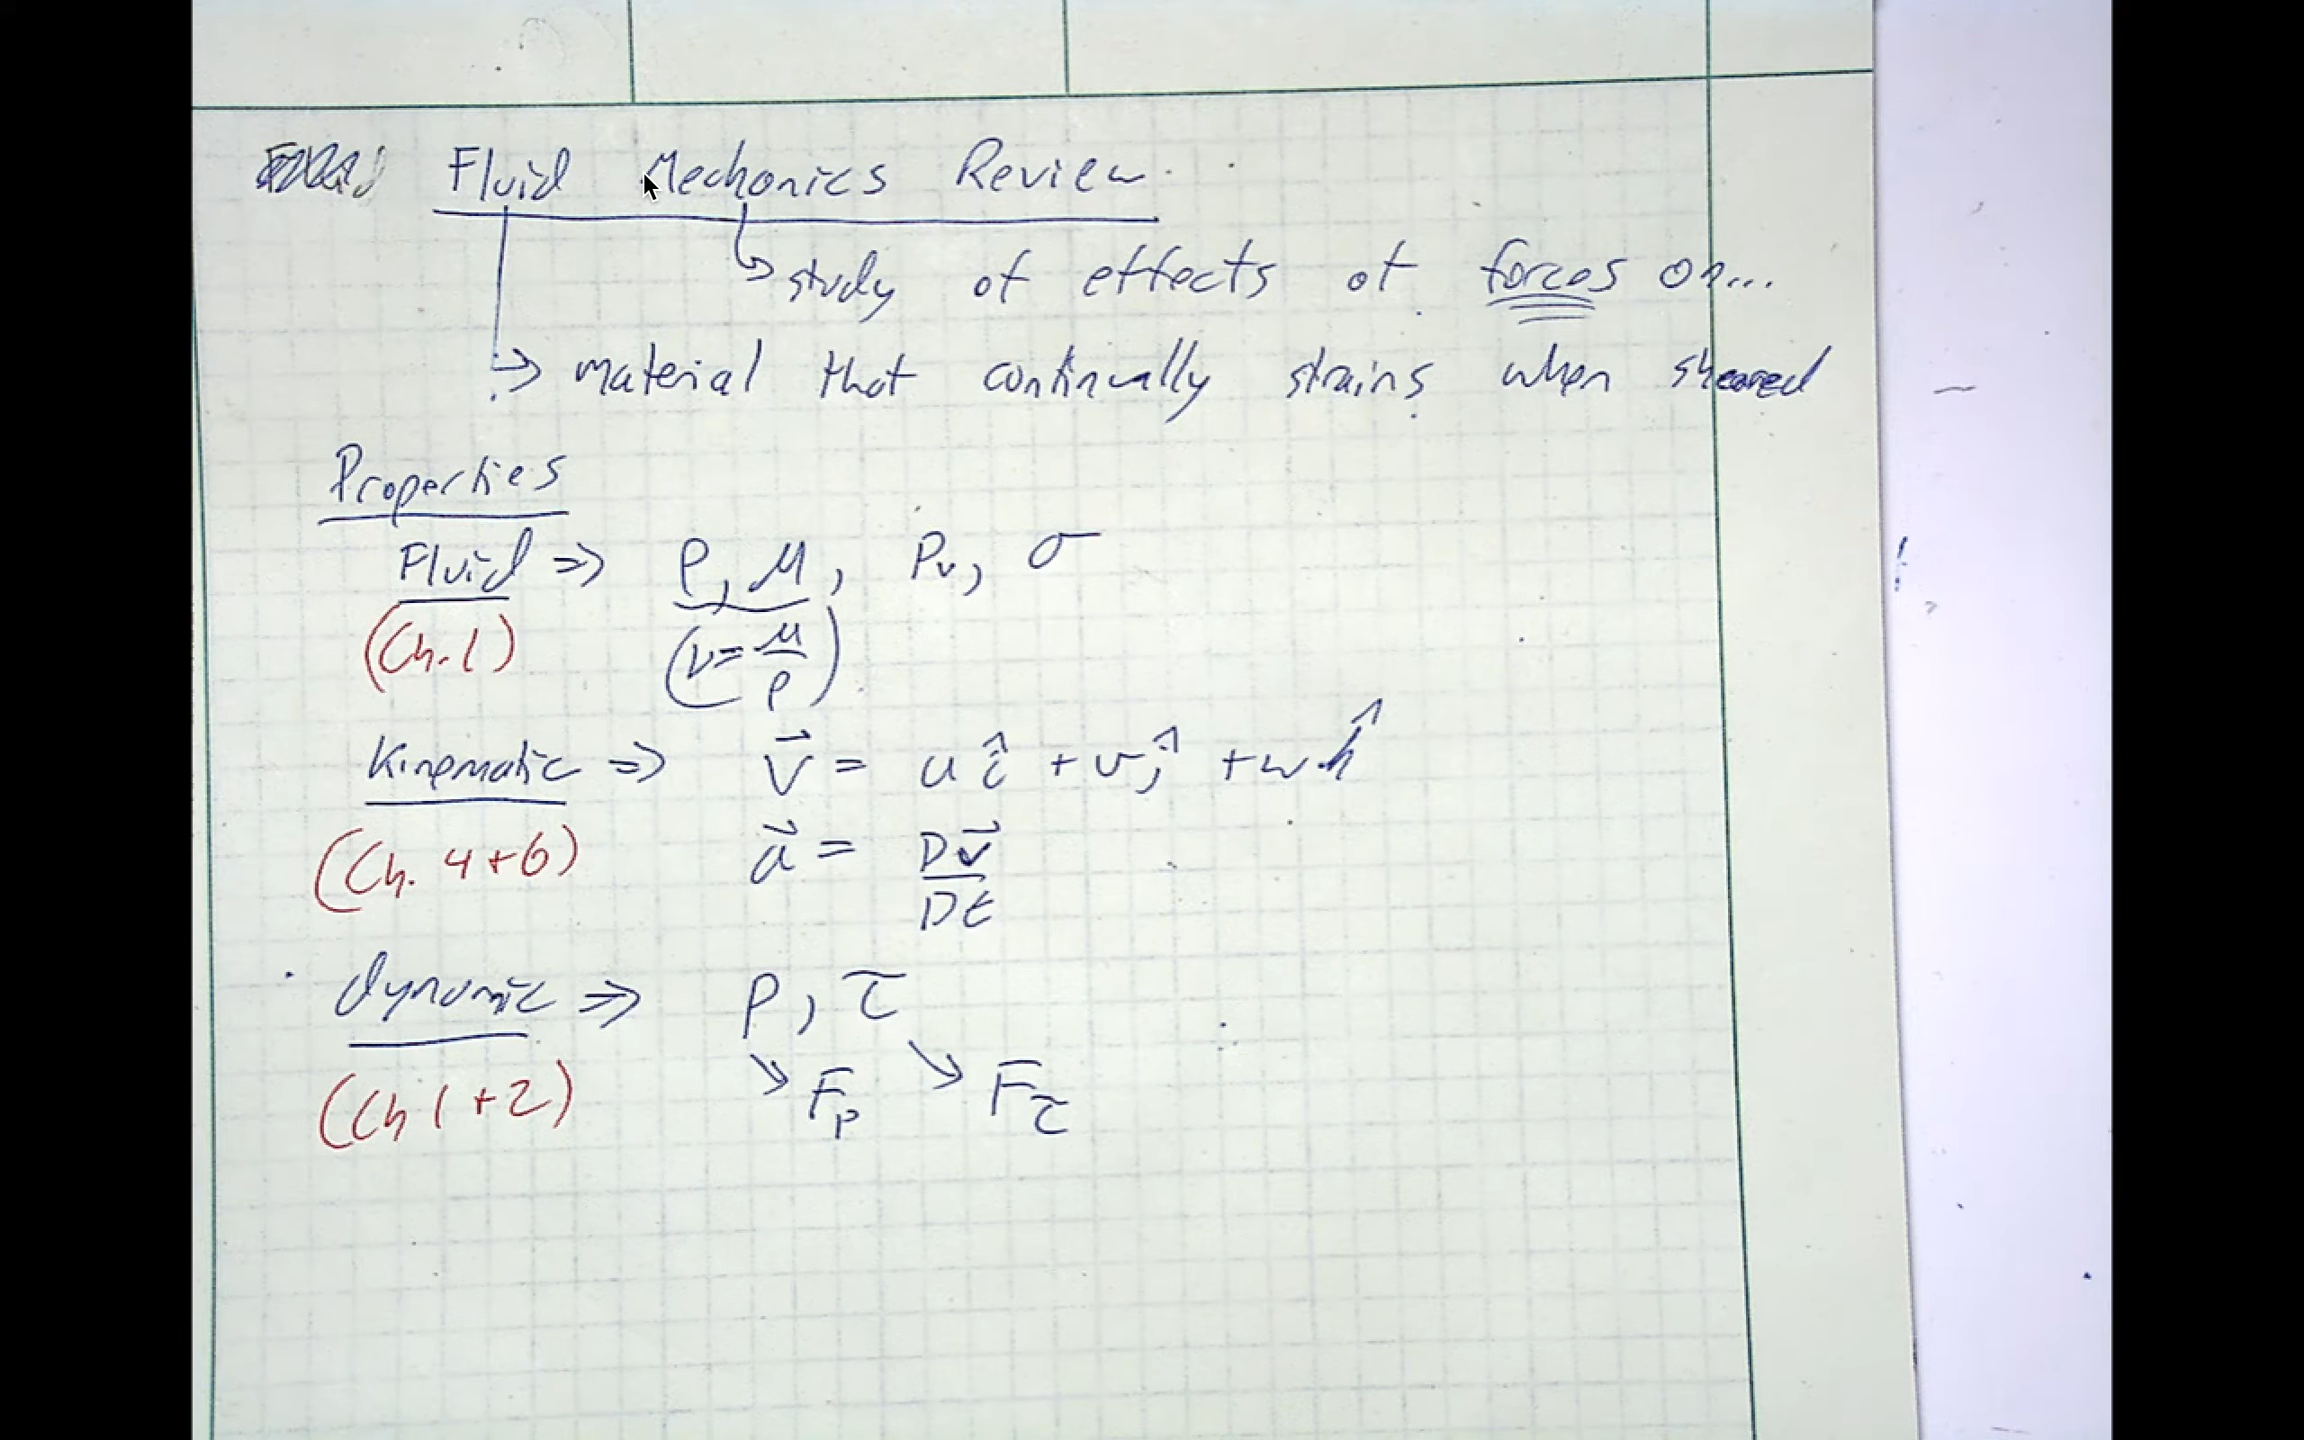 Fluid Mechanics Review
↳ study of effects of forces on...
→ material that continually strains when sheared
Properties
Fluid ⇒ ρ, μ, Pv, σ
(Ch. 1) (ν = μ/ρ)
Kinematic ⇒ V⃗ = u î + v ĵ + w k̂
(Ch. 4+6) a⃗ = DV⃗/Dt
dynamic ⇒ p, τ
(Ch 1+2) ↘ Fp ↘ Fτ